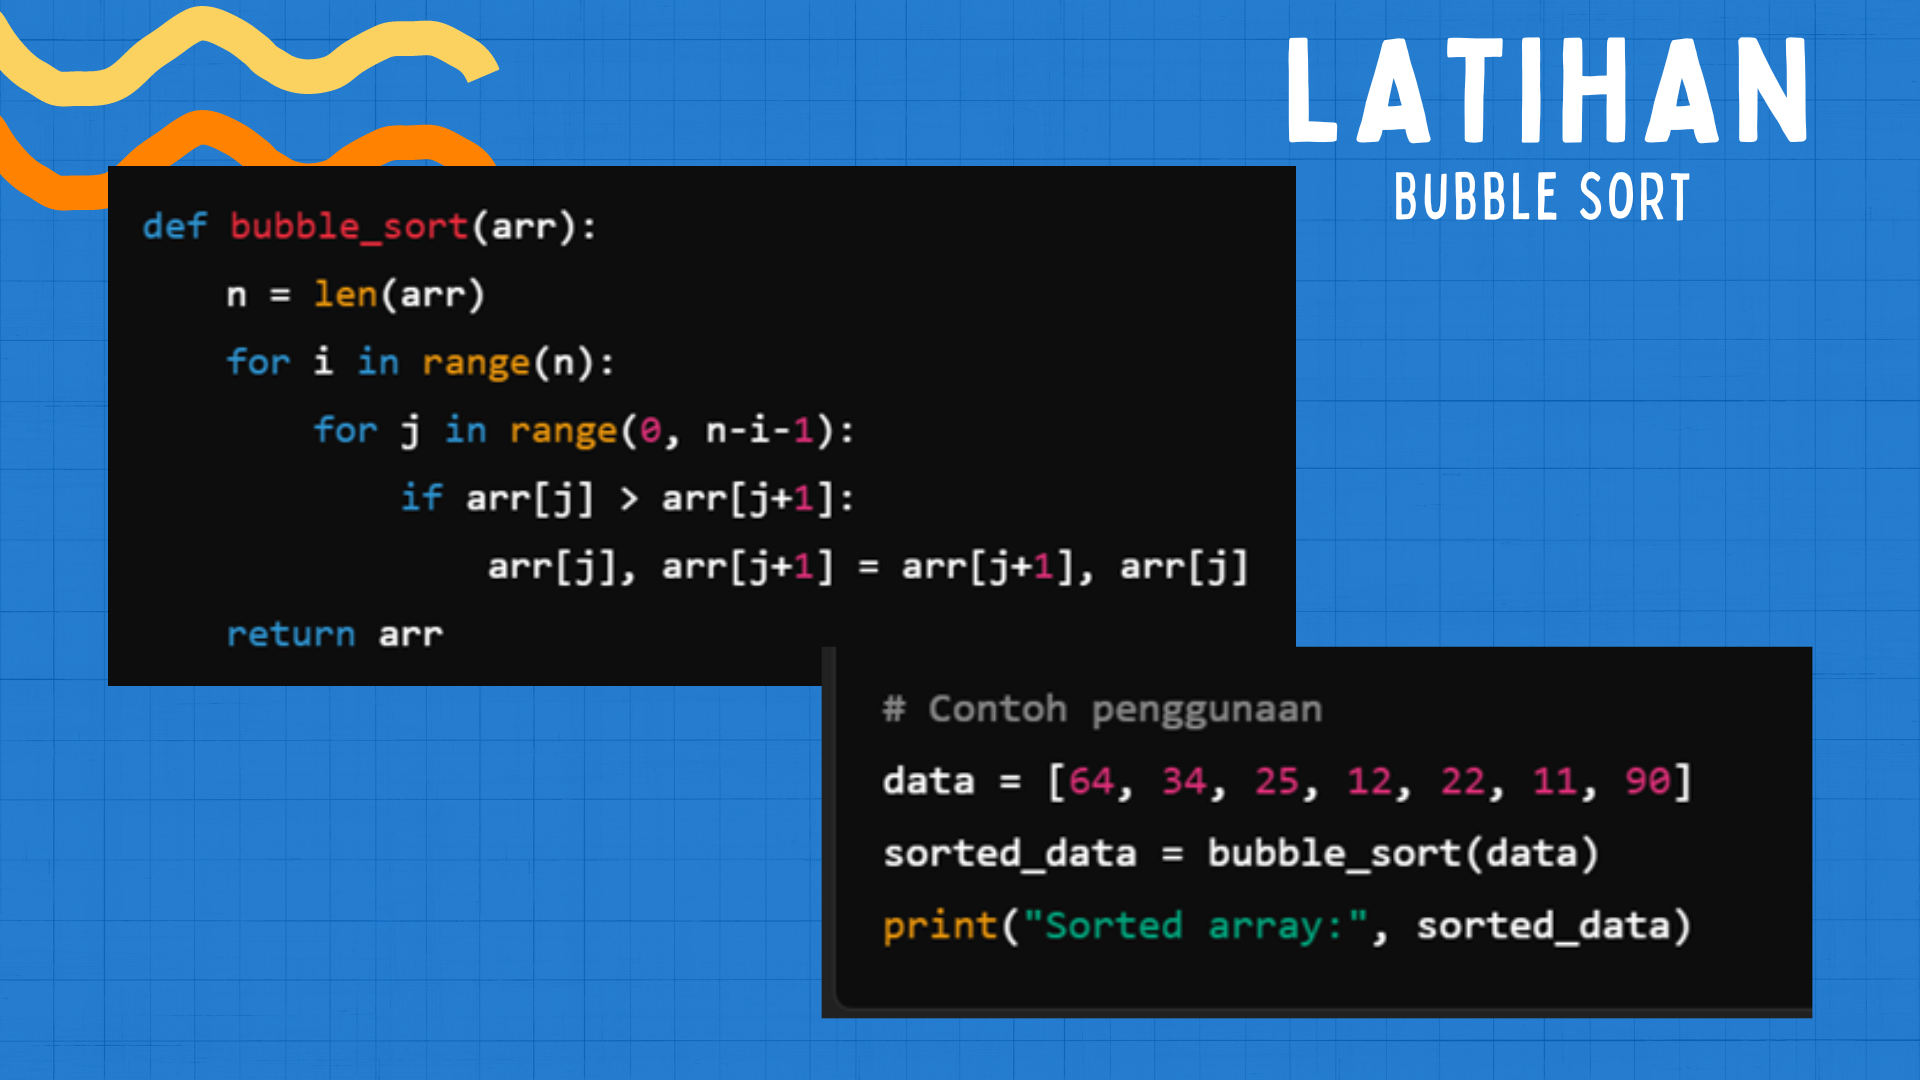 LATIHAN
BUBBLE SORT
def bubble_sort(arr):
    n = len(arr)
    for i in range(n):
        for j in range(0, n-i-1):
            if arr[j] > arr[j+1]:
                arr[j], arr[j+1] = arr[j+1], arr[j]
    return arr
# Contoh penggunaan
data = [64, 34, 25, 12, 22, 11, 90]
sorted_data = bubble_sort(data)
print("Sorted array:", sorted_data)